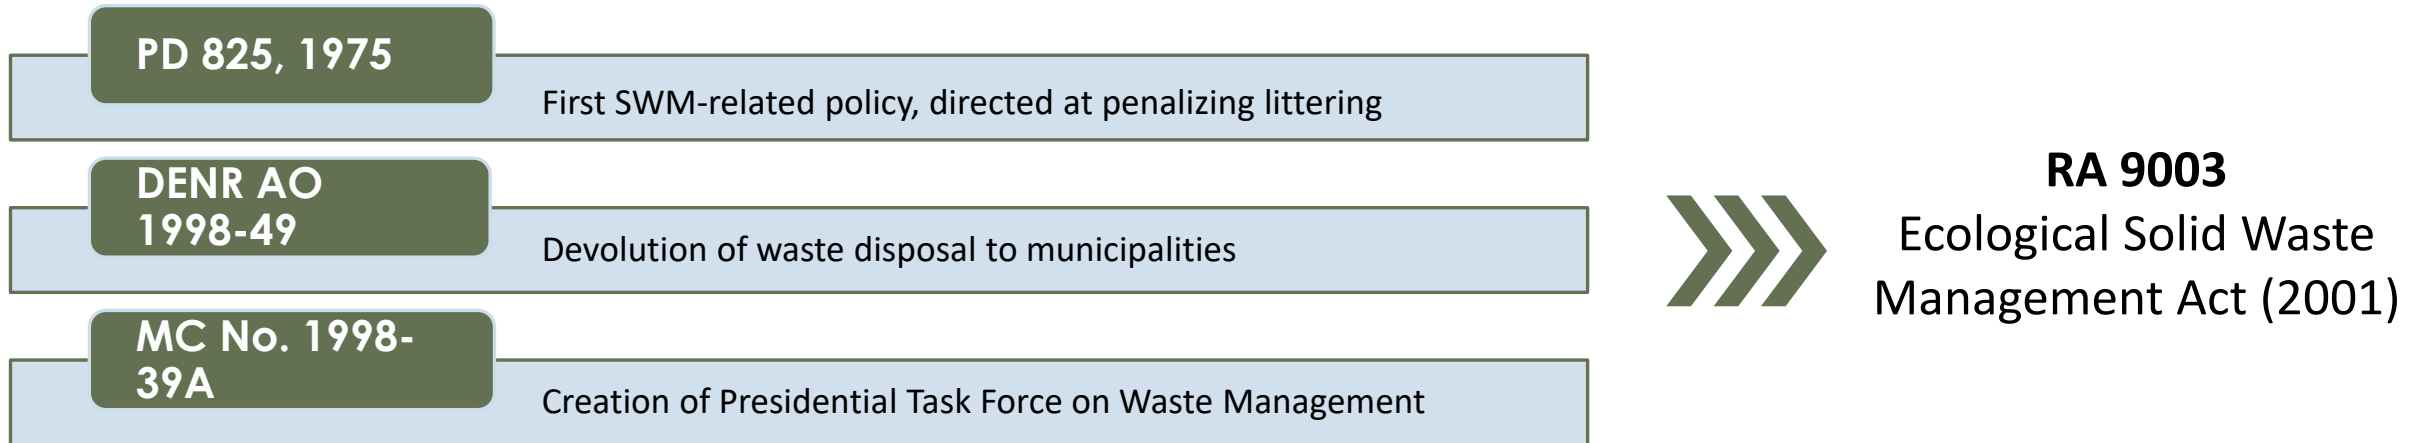 PD 825, 1975
First SWM-related policy, directed at penalizing littering
DENR AO
1998-49
Devolution of waste disposal to municipalities
MC No. 1998-
39A
Creation of Presidential Task Force on Waste Management
RA 9003
Ecological Solid Waste
Management Act (2001)